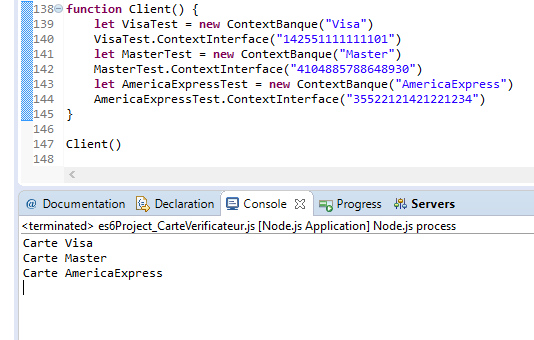 138 function Client() {
139 let VisaTest = new ContextBanque("Visa")
140 VisaTest.ContextInterface("142551111111101")
141 let MasterTest = new ContextBanque("Master")
142 MasterTest.ContextInterface("4104885788648930")
143 let AmericaExpressTest = new ContextBanque("AmericaExpress")
144 AmericaExpressTest.ContextInterface("35522121421221234")
145 }
146
147 Client()
148
@ Documentation Declaration Console Progress Servers
<terminated> es6Project_CarteVerificateur.js [Node.js Application] Node.js process
Carte Visa
Carte Master
Carte AmericaExpress